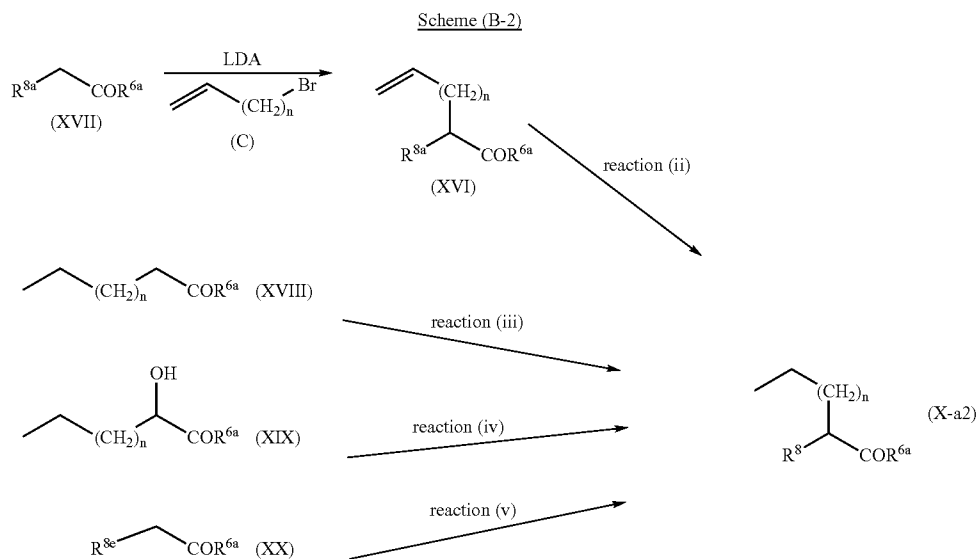 Scheme (B-2)
R⁸ᵃ COR⁶ᵃ
(XVII)
LDA
Br
(CH₂)ₙ
(C)
(CH₂)ₙ
R⁸ᵃ COR⁶ᵃ
(XVI)
reaction (ii)
(CH₂)ₙ COR⁶ᵃ (XVIII)
reaction (iii)
OH
(CH₂)ₙ COR⁶ᵃ (XIX)
reaction (iv)
R⁸ᵉ COR⁶ᵃ (XX)
reaction (v)
(CH₂)ₙ
R⁸ COR⁶ᵃ
(X-a2)